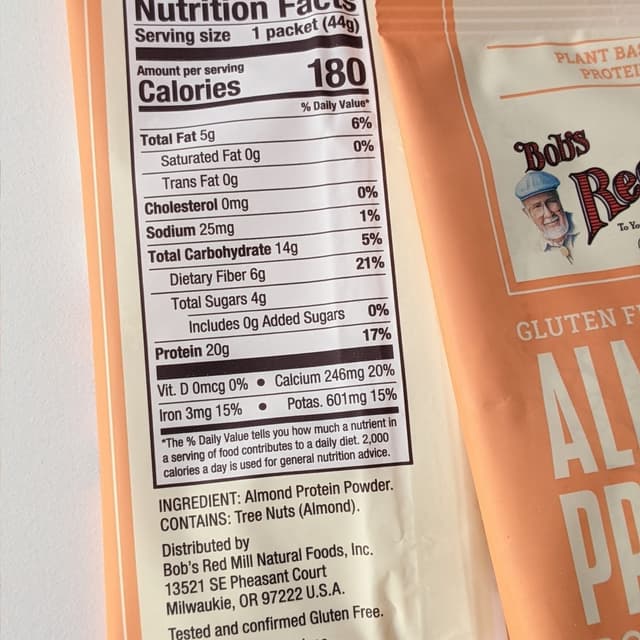 Nutrition Facts
Serving size 1 packet (44g)
Amount per serving
Calories 180
% Daily Value*
Total Fat 5g 6%
Saturated Fat 0g 0%
Trans Fat 0g
Cholesterol 0mg 0%
Sodium 25mg 1%
Total Carbohydrate 14g 5%
Dietary Fiber 6g 21%
Total Sugars 4g
Includes 0g Added Sugars 0%
Protein 20g 17%
Vit. D 0mcg 0% • Calcium 246mg 20%
Iron 3mg 15% • Potas. 601mg 15%
*The % Daily Value tells you how much a nutrient in
a serving of food contributes to a daily diet. 2,000
calories a day is used for general nutrition advice.
INGREDIENT: Almond Protein Powder.
CONTAINS: Tree Nuts (Almond).
Distributed by
Bob's Red Mill Natural Foods, Inc.
13521 SE Pheasant Court
Milwaukie, OR 97222 U.S.A.
Tested and confirmed Gluten Free.
PLANT BA
PROTEI
Bob's
Re
To Yo
GLUTEN F
AL
PR